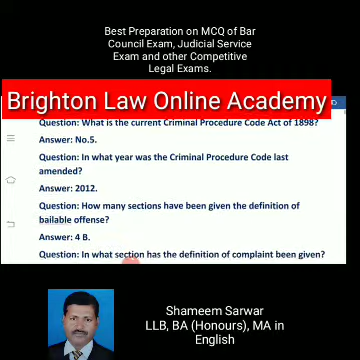 Best Preparation on MCQ of Bar
Council Exam, Judicial Service
Exam and other Competitive
Legal Exams.
Brighton Law Online Academy
Question: What is the current Criminal Procedure Code Act of 1898?
Answer: No.5.
Question: In what year was the Criminal Procedure Code last
amended?
Answer: 2012.
Question: How many sections have been given the definition of
bailable offense?
Answer: 4 B.
Question: In what section has the definition of complaint been given?
Shameem Sarwar
LLB, BA (Honours), MA in
English